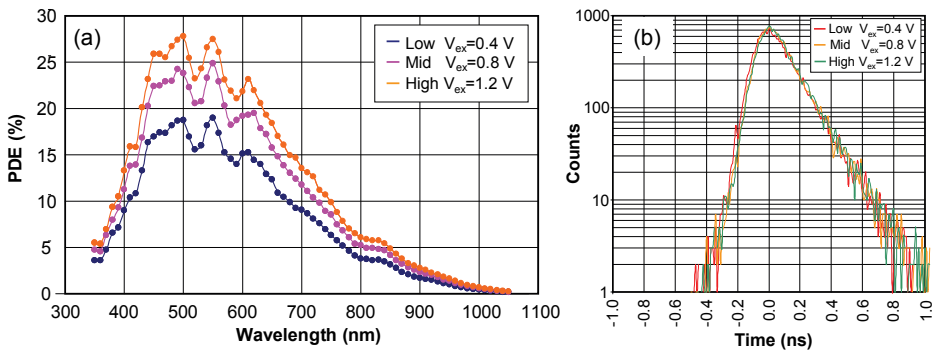 (a)
Low V_ex=0.4 V
Mid V_ex=0.8 V
High V_ex=1.2 V
PDE (%)
30
25
20
15
10
5
0
300 400 500 600 700 800 900 1000 1100
Wavelength (nm)
(b)
Low V_ex=0.4 V
Mid V_ex=0.8 V
High V_ex=1.2 V
Counts
1000
100
10
1
-1.0 -0.8 -0.6 -0.4 -0.2 0.0 0.2 0.4 0.6 0.8 1.0
Time (ns)